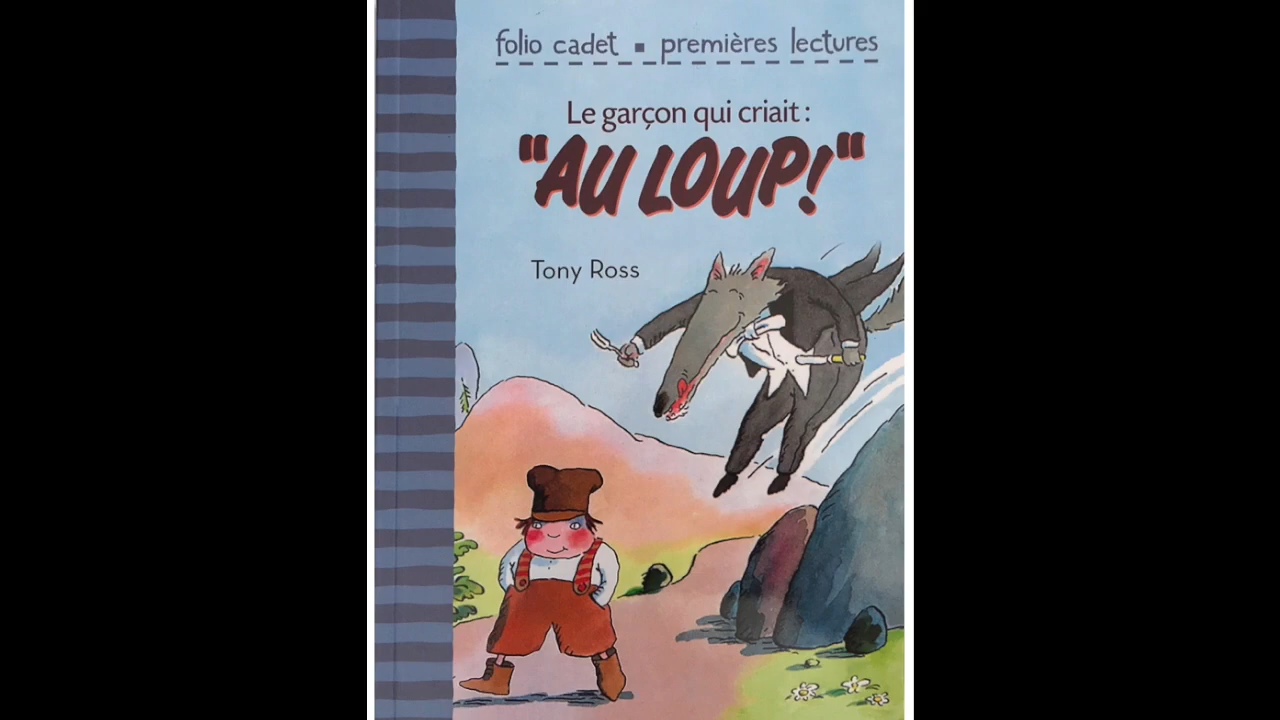 folio cadet ■ premières lectures
Le garçon qui criait :
"AU LOUP!"
Tony Ross